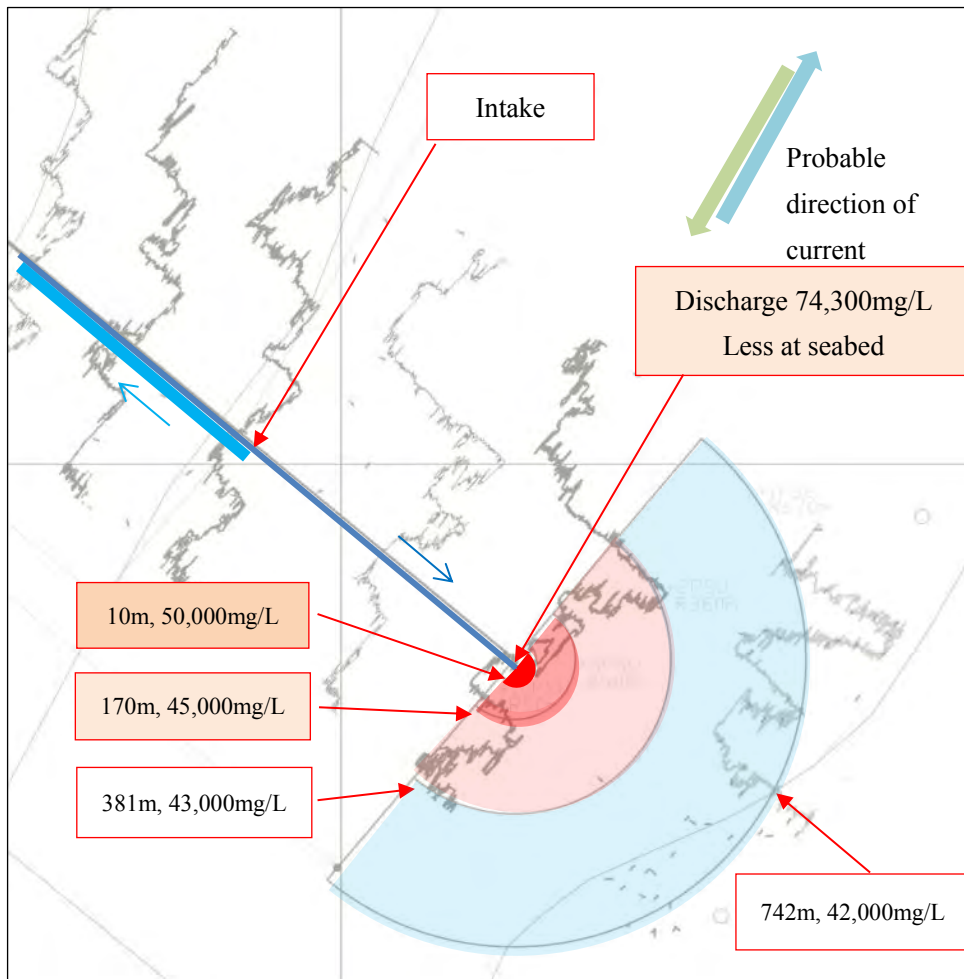 Intake
Probable
direction of
current
Discharge 74,300mg/L
Less at seabed
10m, 50,000mg/L
170m, 45,000mg/L
381m, 43,000mg/L
742m, 42,000mg/L